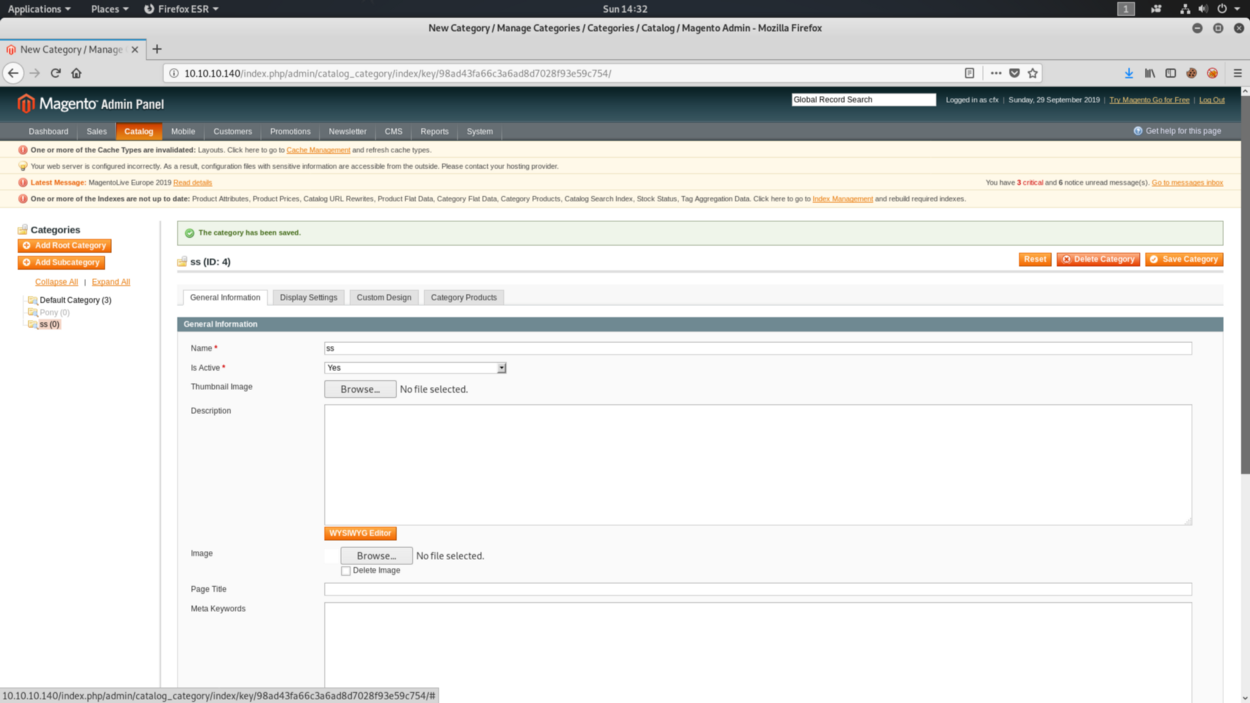 Applications Places Firefox ESR Sun 14:32 1
New Category / Manage Categories / Categories / Catalog / Magento Admin - Mozilla Firefox
New Category / Manage
10.10.10.140/index.php/admin/catalog_category/index/key/98ad43fa66c3a6ad8d7028f93e59c754/
Magento Admin Panel Global Record Search Logged in as cfx | Sunday, 29 September 2019 | Try Magento Go for Free | Log Out
Dashboard Sales Catalog Mobile Customers Promotions Newsletter CMS Reports System Get help for this page
One or more of the Cache Types are invalidated: Layouts. Click here to go to Cache Management and refresh cache types.
Your web server is configured incorrectly. As a result, configuration files with sensitive information are accessible from the outside. Please contact your hosting provider.
Latest Message: MagentoLive Europe 2019 Read details You have 3 critical and 6 notice unread message(s). Go to messages inbox
One or more of the Indexes are not up to date: Product Attributes, Product Prices, Catalog URL Rewrites, Product Flat Data, Category Flat Data, Category Products, Catalog Search Index, Stock Status, Tag Aggregation Data. Click here to go to Index Management and rebuild required indexes.
Categories
Add Root Category
Add Subcategory
Collapse All | Expand All
Default Category (3)
Pony (0)
ss (0)
The category has been saved.
ss (ID: 4) Reset Delete Category Save Category
General Information Display Settings Custom Design Category Products
General Information
Name * ss
Is Active * Yes
Thumbnail Image Browse... No file selected.
Description
WYSIWYG Editor
Image Browse... No file selected.
Delete Image
Page Title
Meta Keywords
10.10.10.140/index.php/admin/catalog_category/index/key/98ad43fa66c3a6ad8d7028f93e59c754/#